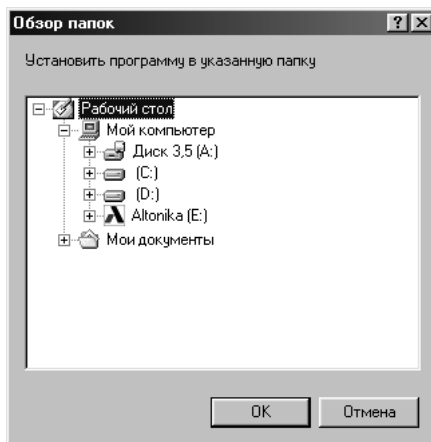 Обзор папок
Установить программу в указанную папку
Рабочий стол
Мой компьютер
Диск 3,5 (A:)
(C:)
(D:)
Altonika (E:)
Мои документы
OK
Отмена